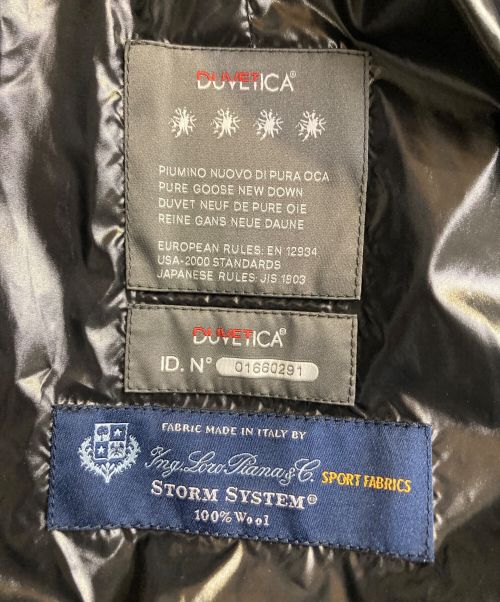 DUVETICA®
PIUMINO NUOVO DI PURA OCA
PURE GOOSE NEW DOWN
DUVET NEUF DE PURE OIE
REINE GANS NEUE DAUNE
EUROPEAN RULES: EN 12934
USA-2000 STANDARDS
JAPANESE RULES: JIS 1903
DUVETICA®
ID. N° 01660291
FABRIC MADE IN ITALY BY
Ing. Loro Piana & C. SPORT FABRICS
STORM SYSTEM®
100% Wool